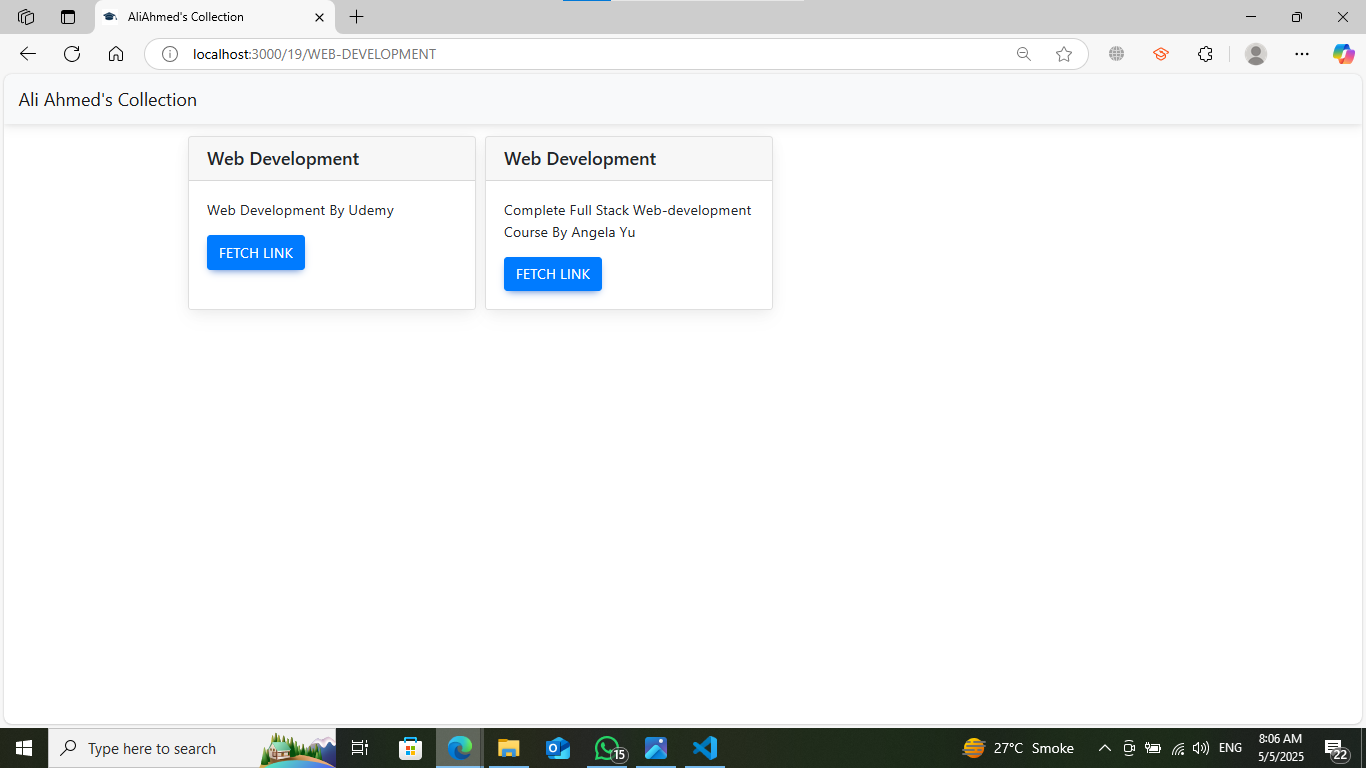 AliAhmed's Collection
localhost:3000/19/WEB-DEVELOPMENT
Ali Ahmed's Collection
Web Development
Web Development By Udemy
FETCH LINK
Web Development
Complete Full Stack Web-development
Course By Angela Yu
FETCH LINK
Type here to search
15
27°C Smoke
ENG
8:06 AM
5/5/2025
22